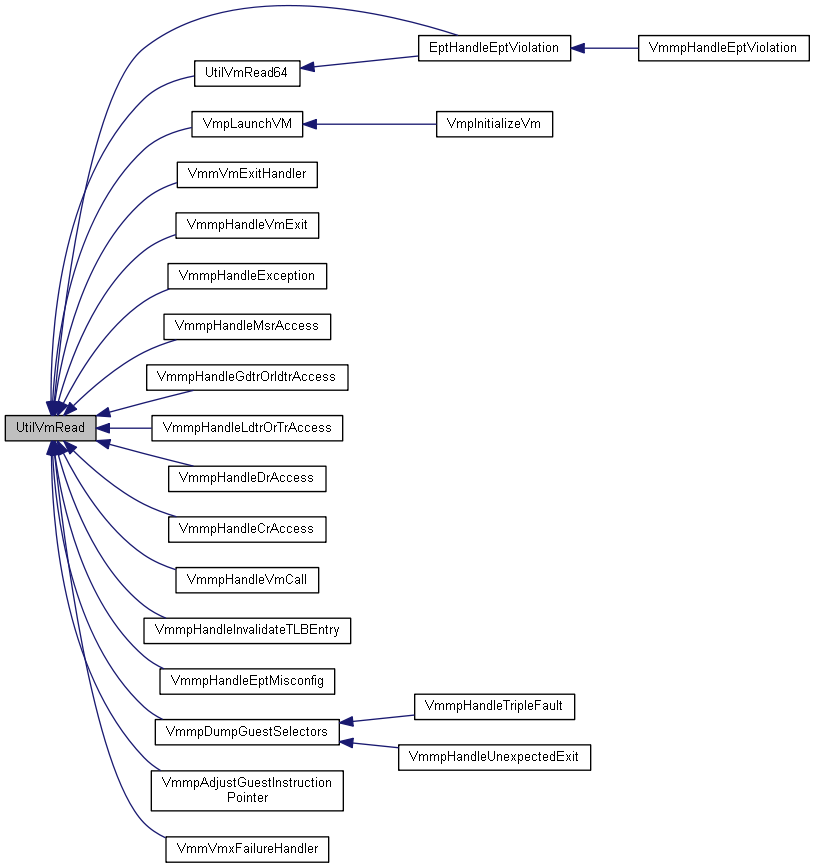 EptHandleEptViolation
VmmpHandleEptViolation
UtilVmRead64
VmpLaunchVM
VmpInitializeVm
VmmVmExitHandler
VmmpHandleVmExit
VmmpHandleException
VmmpHandleMsrAccess
VmmpHandleGdtrOrIdtrAccess
UtilVmRead
VmmpHandleLdtrOrTrAccess
VmmpHandleDrAccess
VmmpHandleCrAccess
VmmpHandleVmCall
VmmpHandleInvalidateTLBEntry
VmmpHandleEptMisconfig
VmmpHandleTripleFault
VmmpDumpGuestSelectors
VmmpHandleUnexpectedExit
VmmpAdjustGuestInstruction
Pointer
VmmVmxFailureHandler